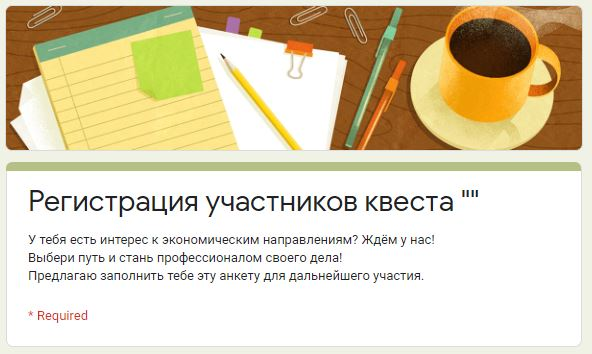 Регистрация участников квеста ""
У тебя есть интерес к экономическим направлениям? Ждём у нас!
Выбери путь и стань профессионалом своего дела!
Предлагаю заполнить тебе эту анкету для дальнейшего участия.
* Required